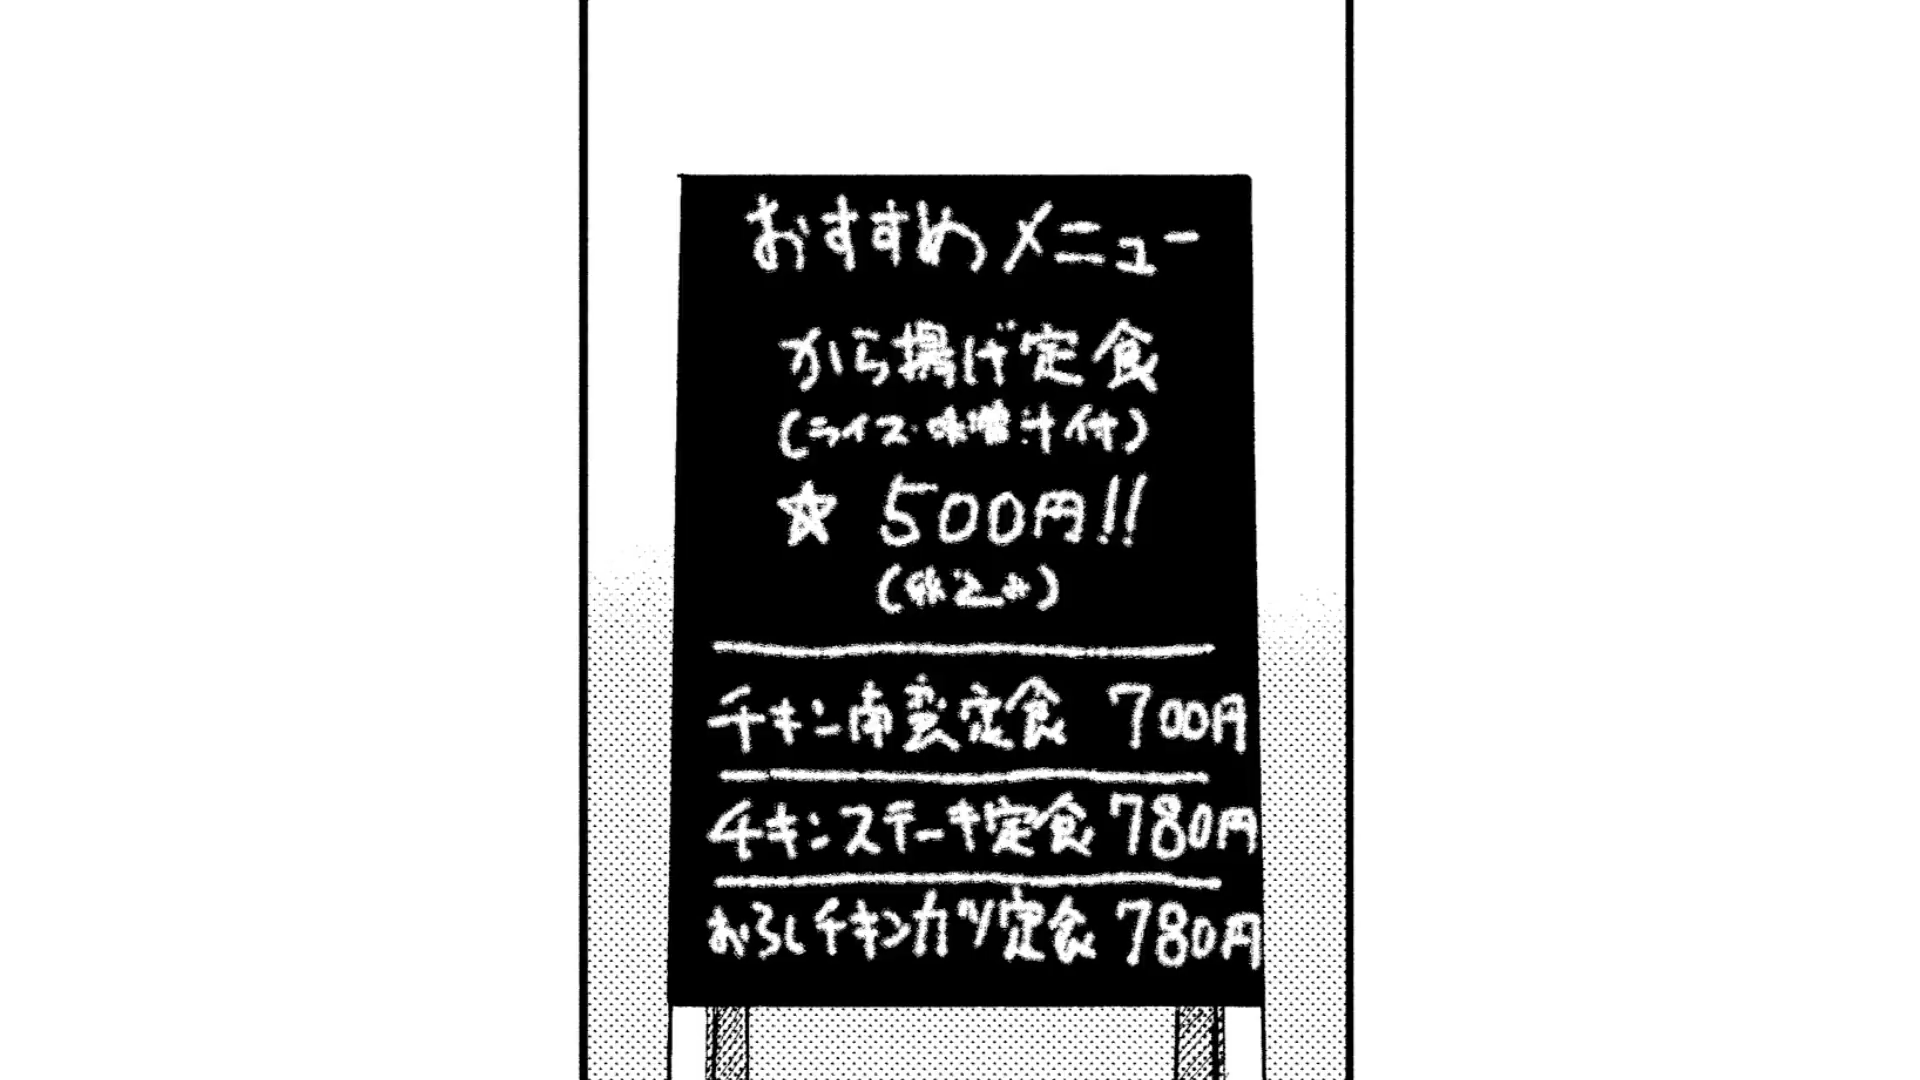 おすすめメニュー
から揚げ定食
(ライス・味噌汁付)
☆ 500円!!
(税込み)
チキン南蛮定食 700円
チキンステーキ定食 780円
おろしチキンカツ定食 780円